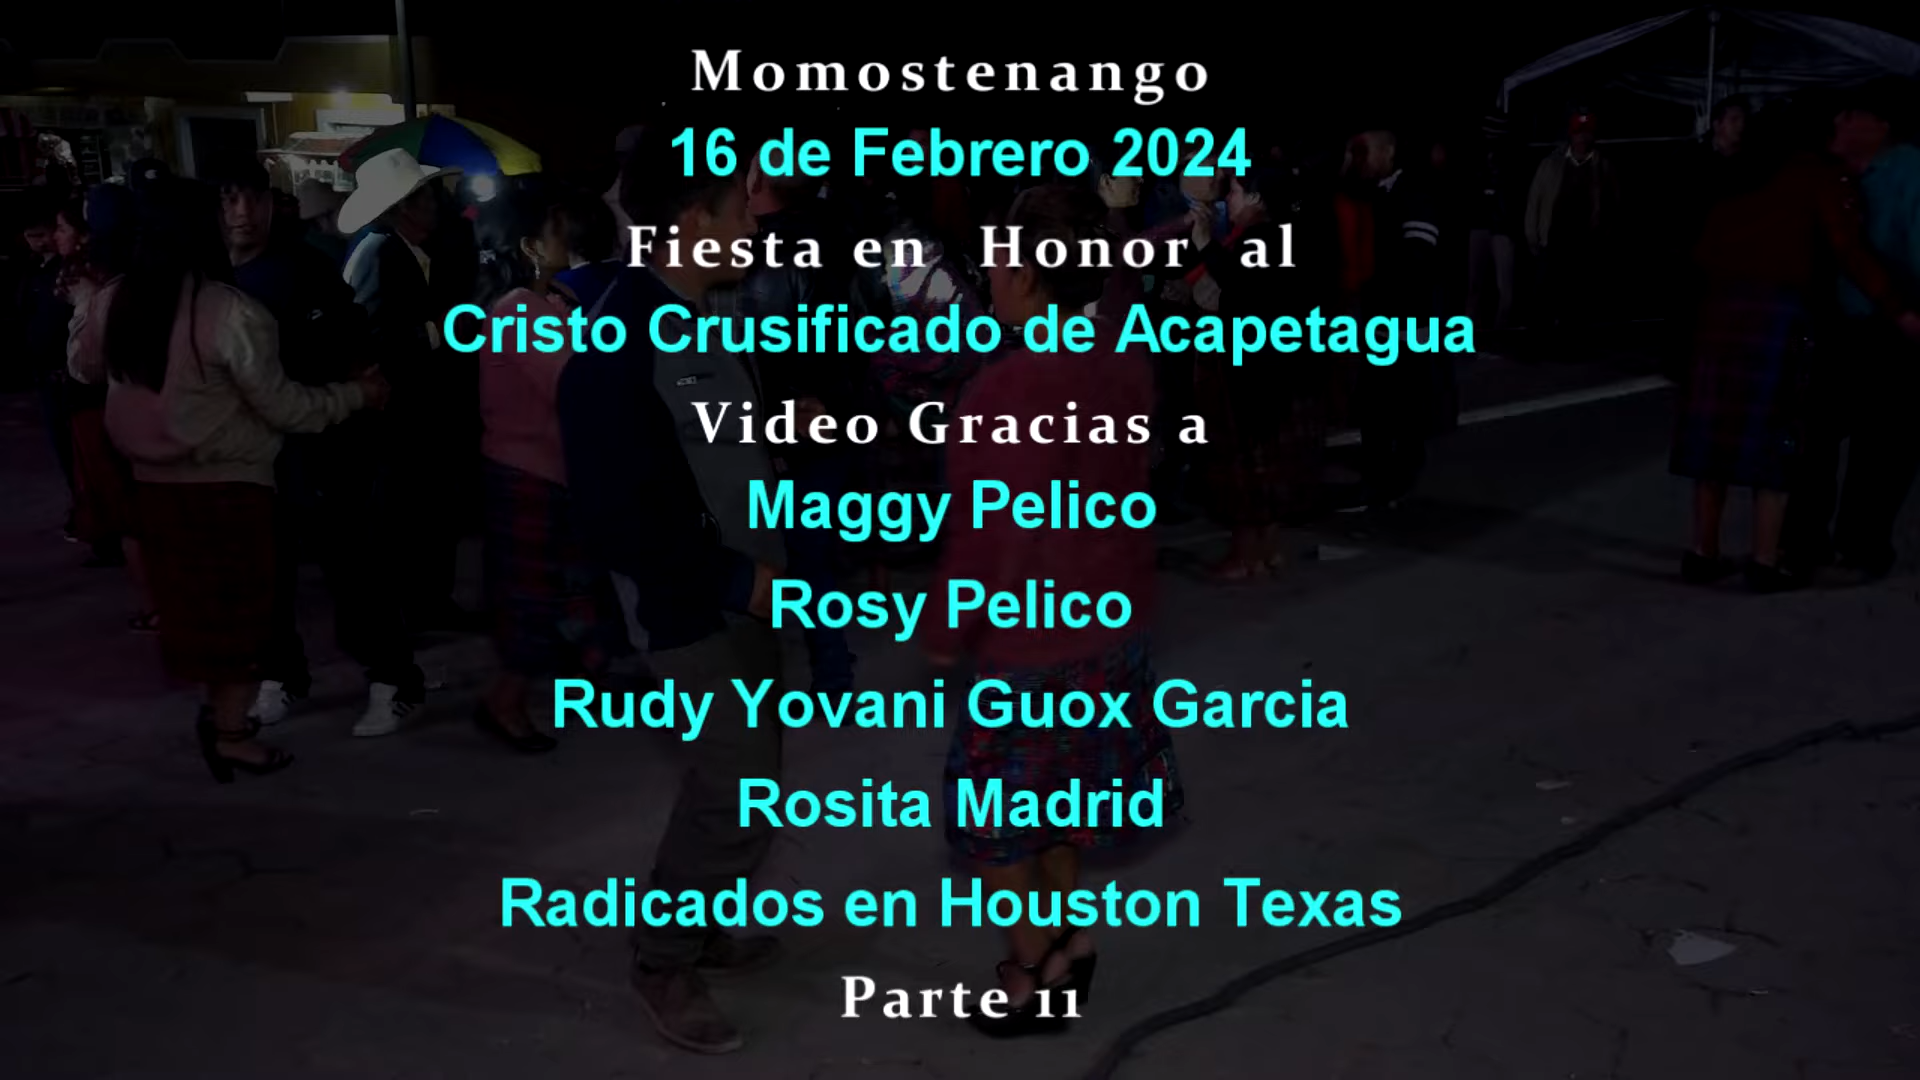 Momostenango
16 de Febrero 2024
Fiesta en Honor al
Cristo Crusificado de Acapetagua
Video Gracias a
Maggy Pelico
Rosy Pelico
Rudy Yovani Guox Garcia
Rosita Madrid
Radicados en Houston Texas
Parte 11